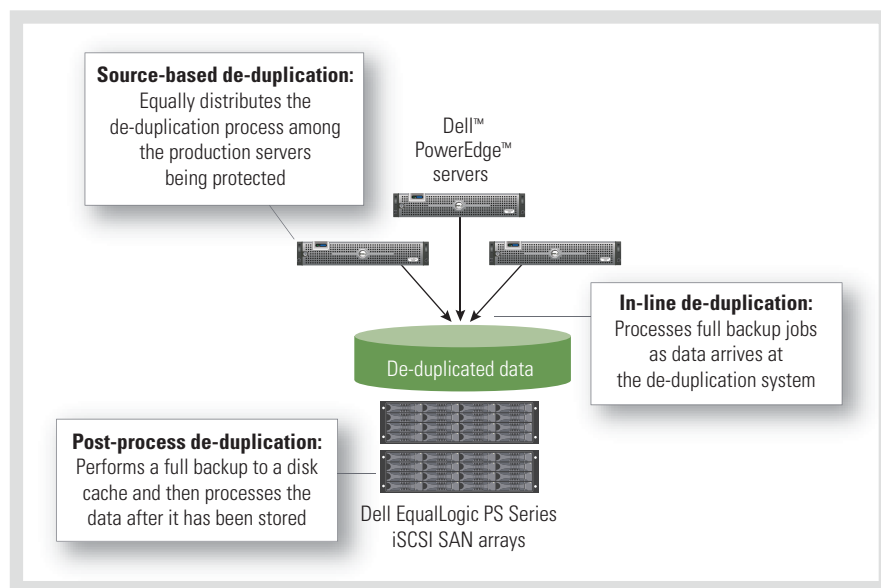 Source-based de-duplication:
Equally distributes the
de-duplication process among
the production servers
being protected
Dell™
PowerEdge™
servers
In-line de-duplication:
Processes full backup jobs
as data arrives at
the de-duplication system
De-duplicated data
Post-process de-duplication:
Performs a full backup to a disk
cache and then processes the
data after it has been stored
Dell EqualLogic PS Series
iSCSI SAN arrays